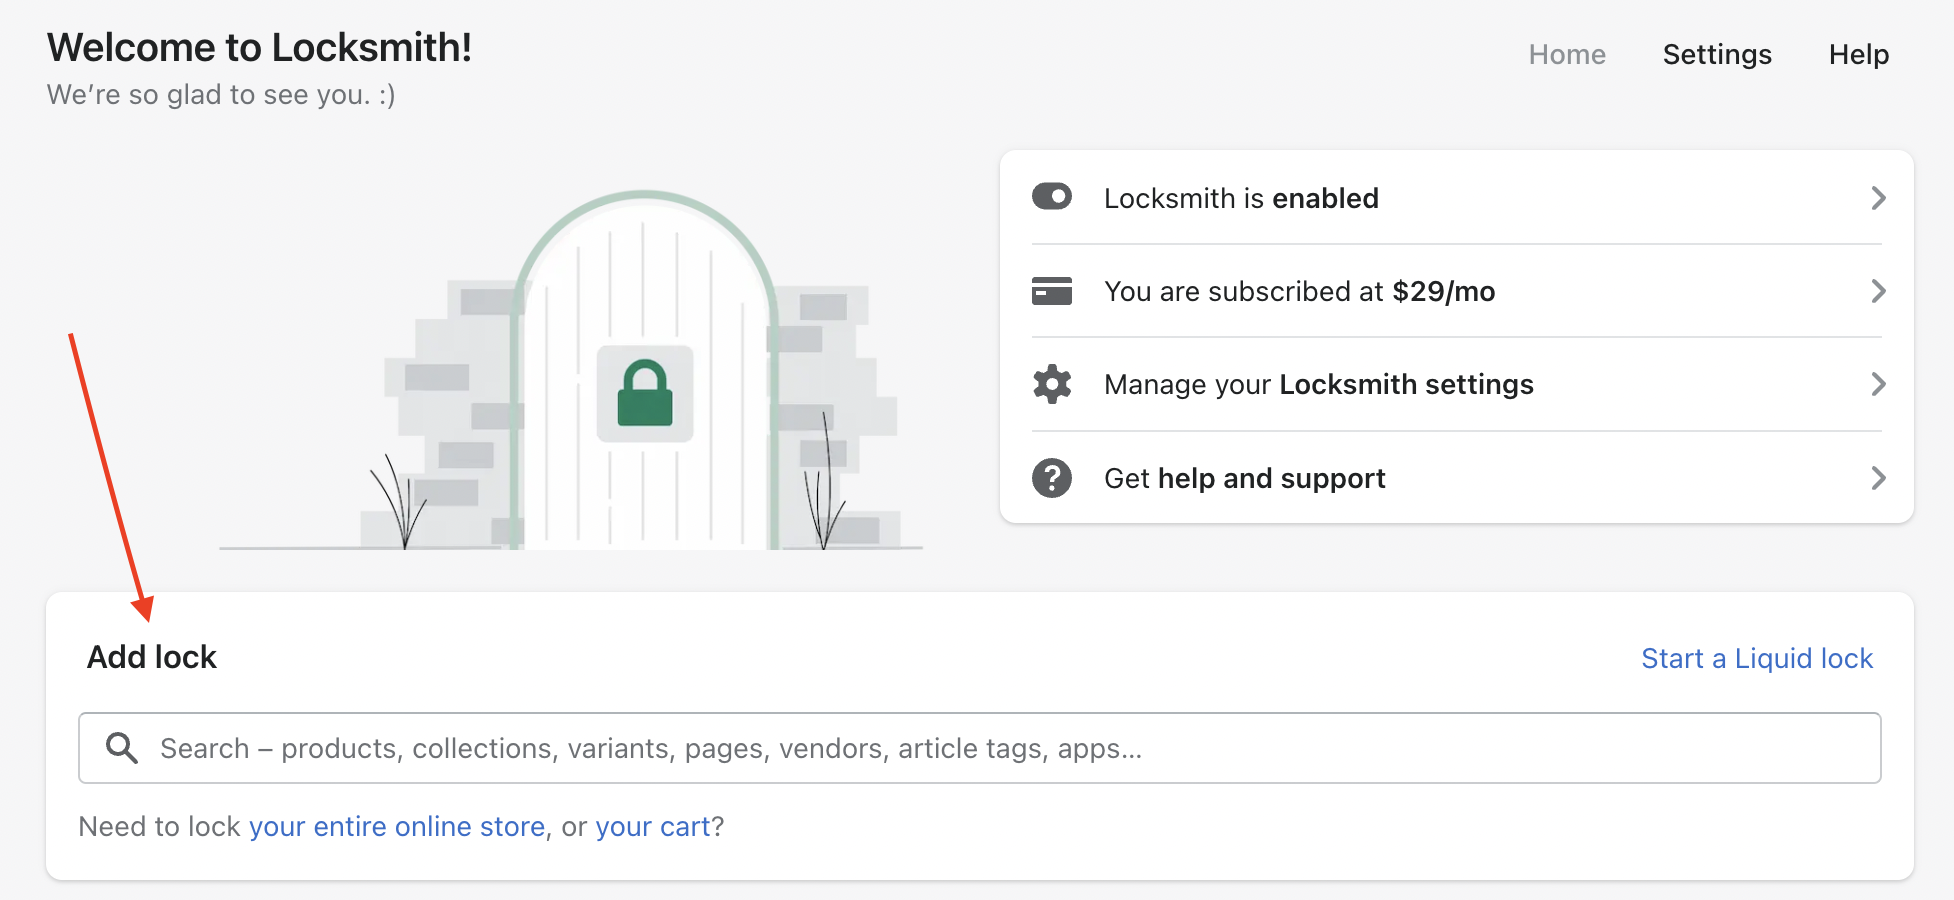 Welcome to Locksmith!
We’re so glad to see you. :)
Home Settings Help
Locksmith is enabled
You are subscribed at $29/mo
Manage your Locksmith settings
Get help and support
Add lock
Start a Liquid lock
Search – products, collections, variants, pages, vendors, article tags, apps...
Need to lock your entire online store, or your cart?